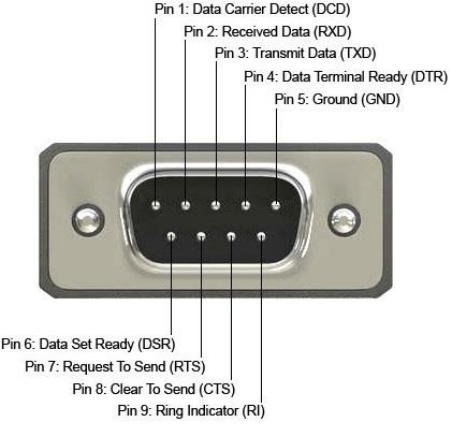 Pin 1: Data Carrier Detect (DCD)
Pin 2: Received Data (RXD)
Pin 3: Transmit Data (TXD)
Pin 4: Data Terminal Ready (DTR)
Pin 5: Ground (GND)
Pin 6: Data Set Ready (DSR)
Pin 7: Request To Send (RTS)
Pin 8: Clear To Send (CTS)
Pin 9: Ring Indicator (RI)